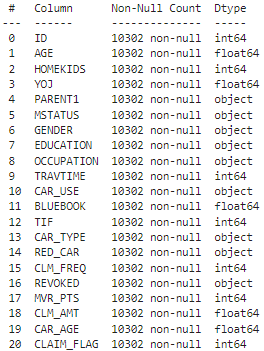 #   Column      Non-Null Count  Dtype
---  ------      --------------  -----
0   ID          10302 non-null  int64
1   AGE         10302 non-null  float64
2   HOMEKIDS    10302 non-null  int64
3   YOJ         10302 non-null  float64
4   PARENT1     10302 non-null  object
5   MSTATUS     10302 non-null  object
6   GENDER      10302 non-null  object
7   EDUCATION   10302 non-null  object
8   OCCUPATION  10302 non-null  object
9   TRAVTIME    10302 non-null  int64
10  CAR_USE     10302 non-null  object
11  BLUEBOOK    10302 non-null  float64
12  TIF         10302 non-null  int64
13  CAR_TYPE    10302 non-null  object
14  RED_CAR     10302 non-null  object
15  CLM_FREQ    10302 non-null  int64
16  REVOKED     10302 non-null  object
17  MVR_PTS     10302 non-null  int64
18  CLM_AMT     10302 non-null  float64
19  CAR_AGE     10302 non-null  float64
20  CLAIM_FLAG  10302 non-null  int64